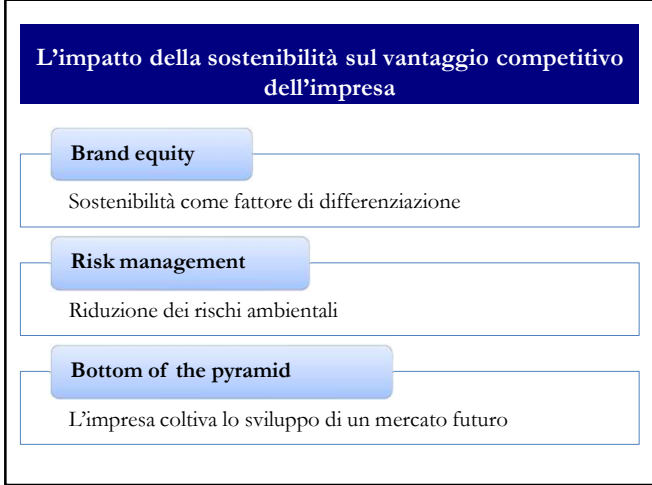 L’impatto della sostenibilità sul vantaggio competitivo
dell’impresa
Brand equity
Sostenibilità come fattore di differenziazione
Risk management
Riduzione dei rischi ambientali
Bottom of the pyramid
L’impresa coltiva lo sviluppo di un mercato futuro